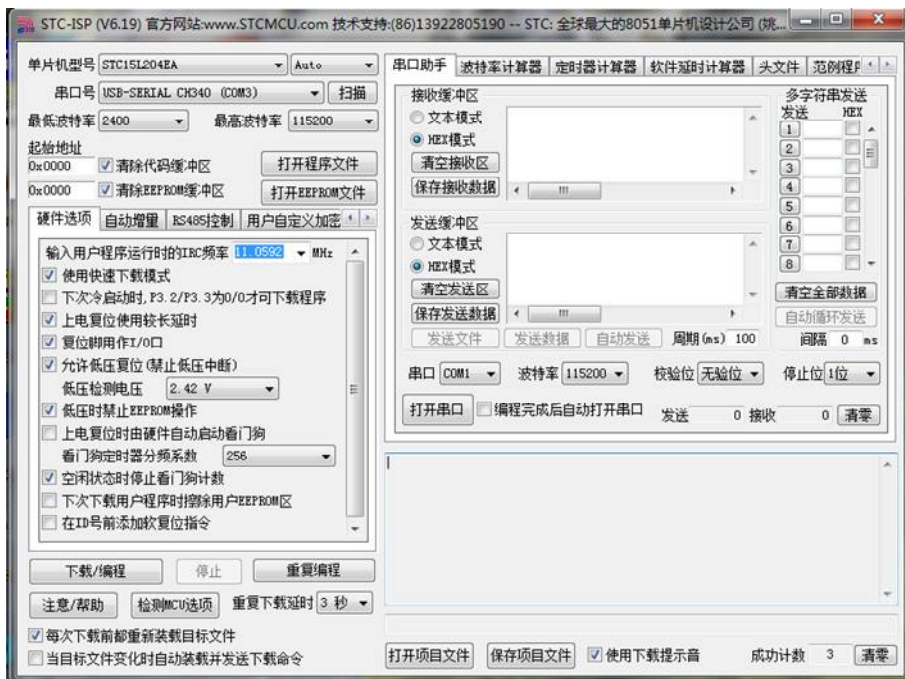 STC-ISP (V6.19) 官方网站:www.STCMCU.com 技术支持:(86)13922805190 -- STC: 全球最大的8051单片机设计公司 (姚...
单片机型号 STC15L204EA Auto
串口号 USB-SERIAL CH340 (COM3) 扫描
最低波特率 2400 最高波特率 115200
起始地址
0x0000 清除代码缓冲区 打开程序文件
0x0000 清除EEPROM缓冲区 打开EEPROM文件
硬件选项 自动增量 RS485控制 用户自定义加密
输入用户程序运行时的IRC频率 11.0592 MHz
使用快速下载模式
下次冷启动时,P3.2/P3.3为0/0才可下载程序
上电复位使用较长延时
复位脚用作I/O口
允许低压复位(禁止低压中断)
低压检测电压 2.42 V
低压时禁止EEPROM操作
上电复位时由硬件自动启动看门狗
看门狗定时器分频系数 256
空闲状态时停止看门狗计数
下次下载用户程序时擦除用户EEPROM区
在ID号前添加软复位指令
下载/编程 停止 重复编程
注意/帮助 检测MCU选项 重复下载延时 3 秒
每次下载前都重新装载目标文件
当目标文件变化时自动装载并发送下载命令
串口助手 波特率计算器 定时器计算器 软件延时计算器 头文件 范例程序
接收缓冲区
文本模式
HEX模式
清空接收区
保存接收数据
多字符串发送
发送 HEX
1
2
3
4
5
6
7
8
发送缓冲区
文本模式
HEX模式
清空发送区
保存发送数据
清空全部数据
自动循环发送
发送文件 发送数据 自动发送 周期(ms) 100 间隔 0 ms
串口 COM1 波特率 115200 校验位 无验位 停止位 1位
打开串口 编程完成后自动打开串口 发送 0 接收 0 清零
打开项目文件 保存项目文件 使用下载提示音 成功计数 3 清零